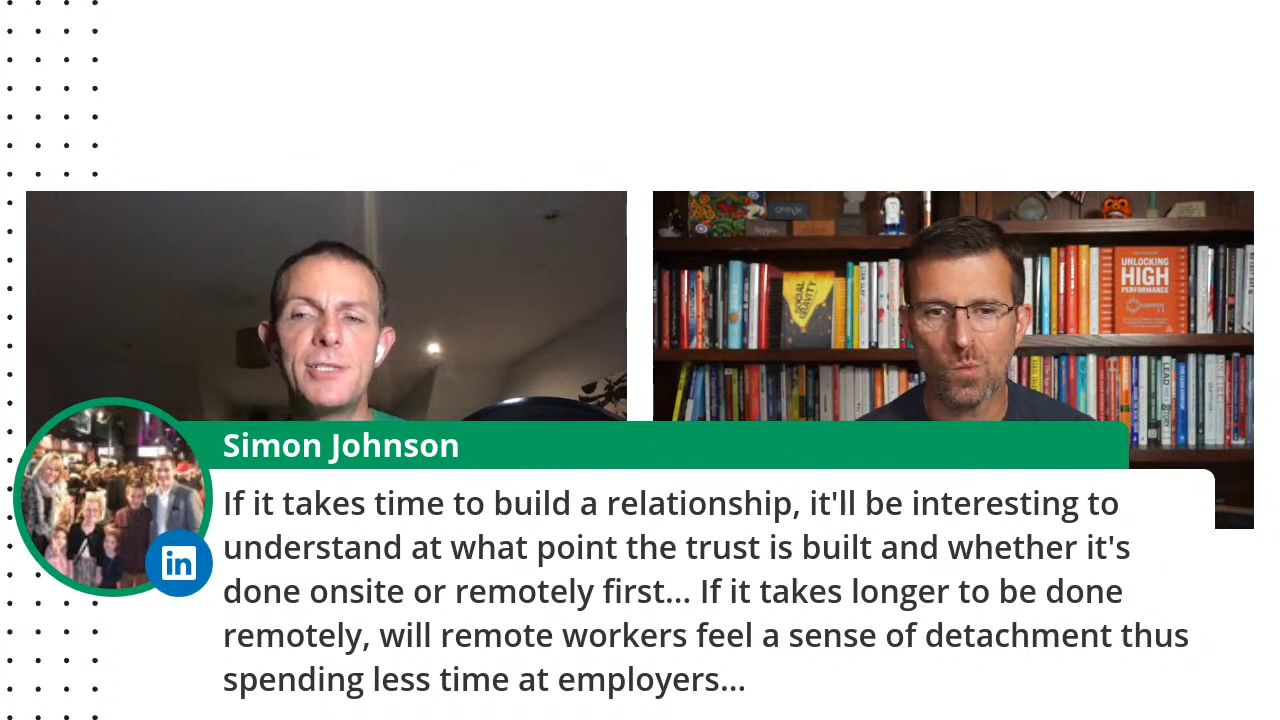 UNLOCKING
HIGH
PERFORMANCE
SOCIAL
GRAVITY
LEAD
Simon Johnson
If it takes time to build a relationship, it'll be interesting to
understand at what point the trust is built and whether it's
in
done onsite or remotely first... If it takes longer to be done
remotely, will remote workers feel a sense of detachment thus
spending less time at employers...